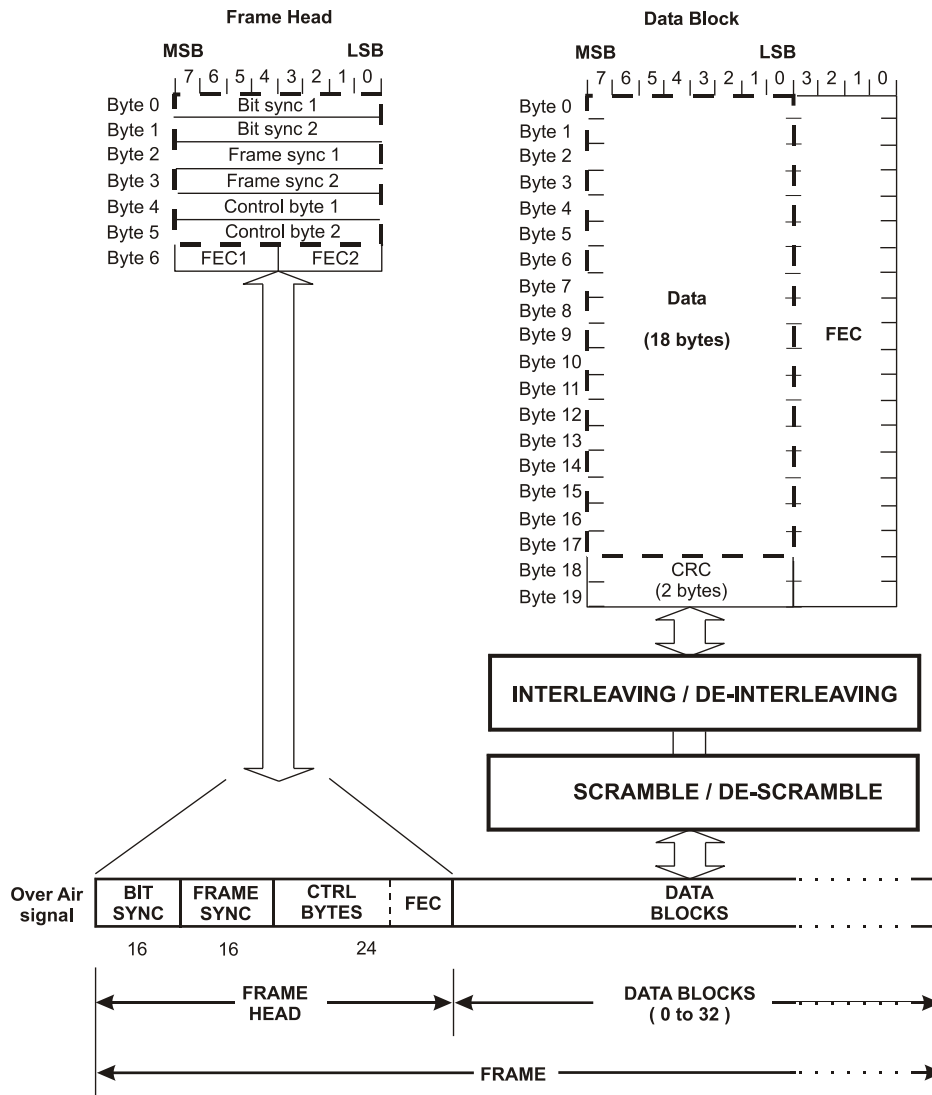 Frame Head
MSB LSB
7 6 5 4 3 2 1 0
Byte 0 Bit sync 1
Byte 1 Bit sync 2
Byte 2 Frame sync 1
Byte 3 Frame sync 2
Byte 4 Control byte 1
Byte 5 Control byte 2
Byte 6 FEC1 FEC2
Data Block
MSB LSB
7 6 5 4 3 2 1 0 3 2 1 0
Byte 0
Byte 1
Byte 2
Byte 3
Byte 4
Byte 5
Byte 6
Byte 7
Byte 8
Byte 9
Byte 10
Byte 11
Byte 12
Byte 13
Byte 14
Byte 15
Byte 16
Byte 17
Byte 18
Byte 19
Data
(18 bytes)
FEC
CRC
(2 bytes)
INTERLEAVING / DE-INTERLEAVING
SCRAMBLE / DE-SCRAMBLE
Over Air
signal
BIT
SYNC
FRAME
SYNC
CTRL
BYTES
FEC
DATA
BLOCKS
16 16 24
FRAME
HEAD
DATA BLOCKS
( 0 to 32 )
FRAME